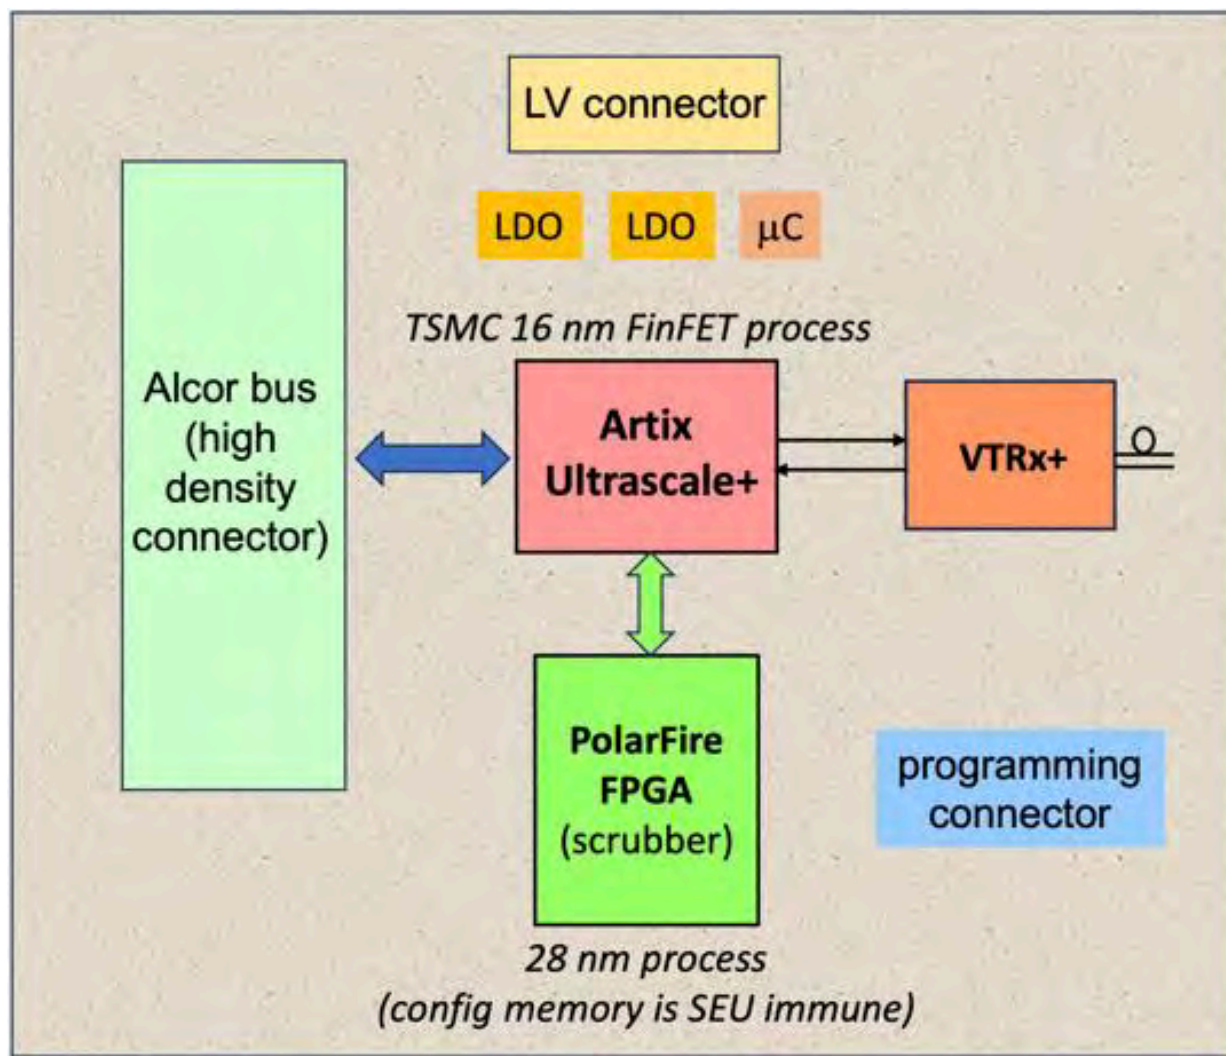 LV connector
LDO
LDO
μC
TSMC 16 nm FinFET process
Alcor bus
(high
density
connector)
Artix
Ultrascale+
VTRx+
PolarFire
FPGA
(scrubber)
programming
connector
28 nm process
(config memory is SEU immune)